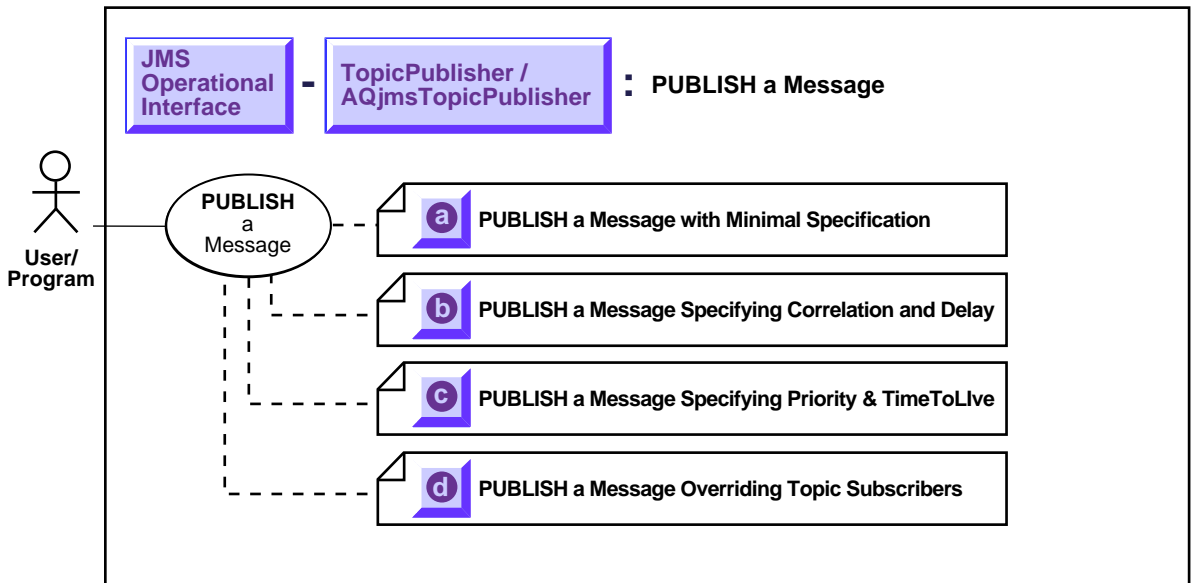 JMS
Operational
Interface
-
TopicPublisher /
AQjmsTopicPublisher
: PUBLISH a Message
User/
Program
PUBLISH
a
Message
a PUBLISH a Message with Minimal Specification
b PUBLISH a Message Specifying Correlation and Delay
c PUBLISH a Message Specifying Priority & TimeToLIve
d PUBLISH a Message Overriding Topic Subscribers